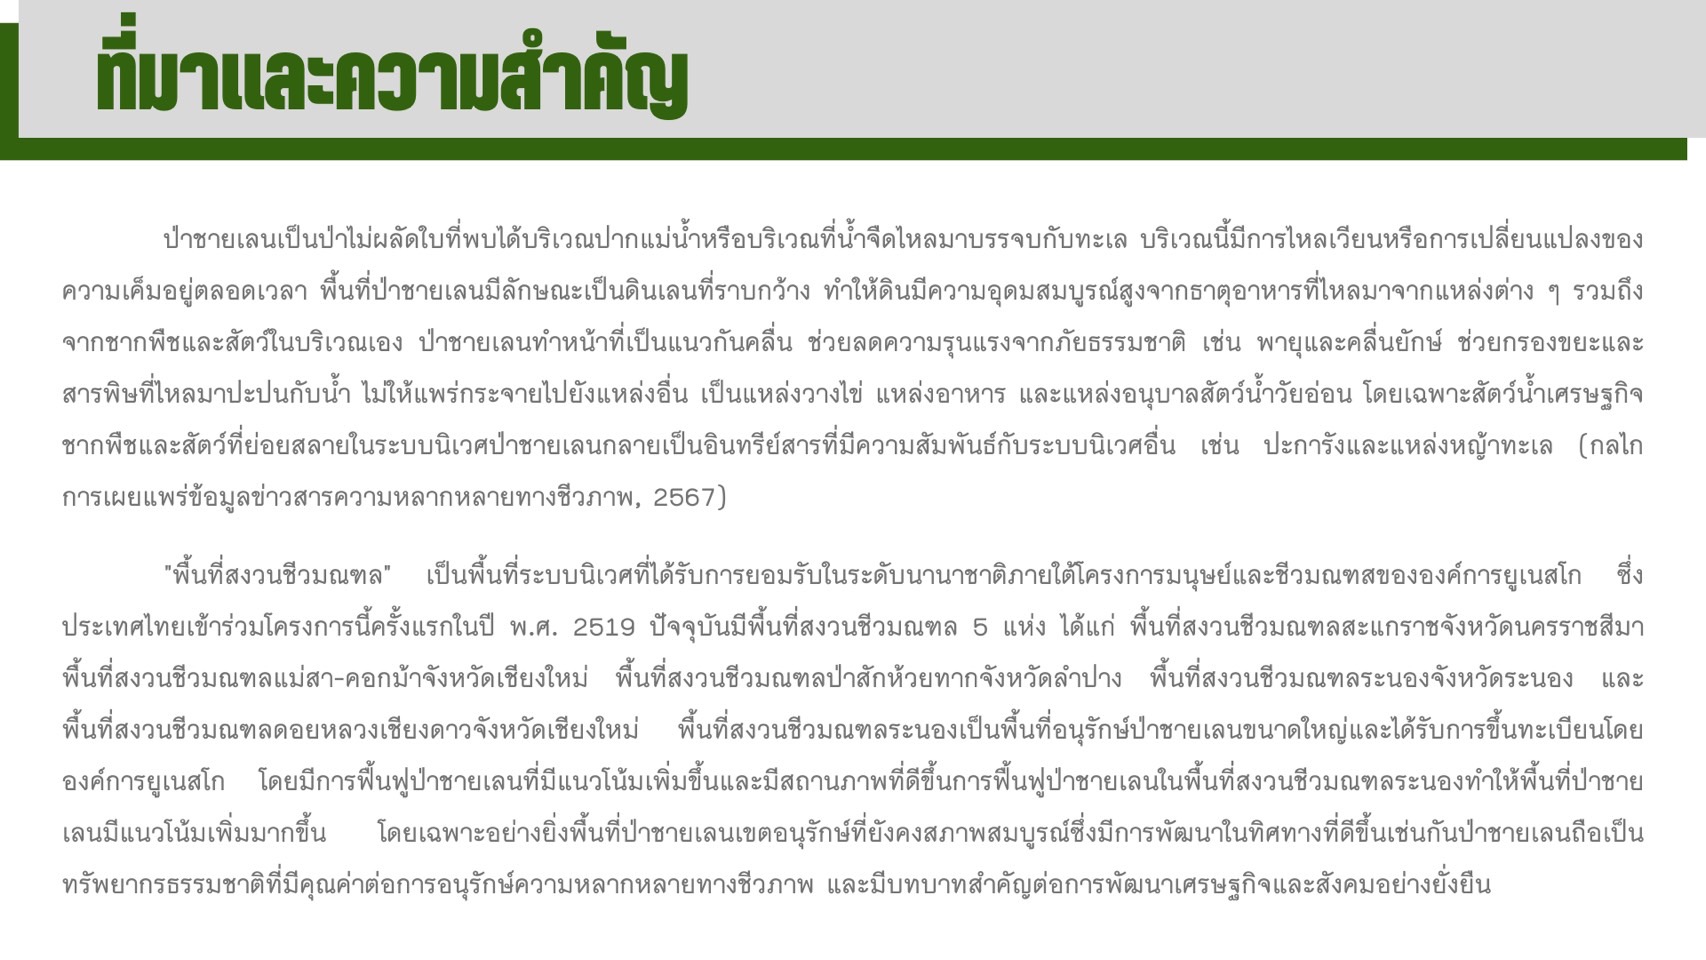 ที่มาและความสำคัญ
ป่าชายเลนเป็นป่าไม่ผลัดใบที่พบได้บริเวณปากแม่น้ำหรือบริเวณที่น้ำจืดไหลมาบรรจบกับทะเล บริเวณนี้มีการไหลเวียนหรือการเปลี่ยนแปลงของ
ความเค็มอยู่ตลอดเวลา พื้นที่ป่าชายเลนมีลักษณะเป็นดินเลนที่ราบกว้าง ทำให้ดินมีความอุดมสมบูรณ์สูงจากธาตุอาหารที่ไหลมาจากแหล่งต่าง ๆ รวมถึง
จากซากพืชและสัตว์ในบริเวณเอง ป่าชายเลนทำหน้าที่เป็นแนวกันคลื่น ช่วยลดความรุนแรงจากภัยธรรมชาติ เช่น พายุและคลื่นยักษ์ ช่วยกรองขยะและ
สารพิษที่ไหลมาปะปนกับน้ำ ไม่ให้แพร่กระจายไปยังแหล่งอื่น เป็นแหล่งวางไข่ แหล่งอาหาร และแหล่งอนุบาลสัตว์น้ำวัยอ่อน โดยเฉพาะสัตว์น้ำเศรษฐกิจ
ซากพืชและสัตว์ที่ย่อยสลายในระบบนิเวศป่าชายเลนกลายเป็นอินทรีย์สารที่มีความสัมพันธ์กับระบบนิเวศอื่น เช่น ปะการังและแหล่งหญ้าทะเล (กลไก
การเผยแพร่ข้อมูลข่าวสารความหลากหลายทางชีวภาพ, 2567)
"พื้นที่สงวนชีวมณฑล" เป็นพื้นที่ระบบนิเวศที่ได้รับการยอมรับในระดับนานาชาติภายใต้โครงการมนุษย์และชีวมณฑสขององค์การยูเนสโก ซึ่ง
ประเทศไทยเข้าร่วมโครงการนี้ครั้งแรกในปี พ.ศ. 2519 ปัจจุบันมีพื้นที่สงวนชีวมณฑล 5 แห่ง ได้แก่ พื้นที่สงวนชีวมณฑลสะแกราชจังหวัดนครราชสีมา
พื้นที่สงวนชีวมณฑลแม่สา-คอกม้าจังหวัดเชียงใหม่ พื้นที่สงวนชีวมณฑลป่าสักห้วยทากจังหวัดลำปาง พื้นที่สงวนชีวมณฑลระนองจังหวัดระนอง และ
พื้นที่สงวนชีวมณฑลดอยหลวงเชียงดาวจังหวัดเชียงใหม่ พื้นที่สงวนชีวมณฑลระนองเป็นพื้นที่อนุรักษ์ป่าชายเลนขนาดใหญ่และได้รับการขึ้นทะเบียนโดย
องค์การยูเนสโก โดยมีการฟื้นฟูป่าชายเลนที่มีแนวโน้มเพิ่มขึ้นและมีสถานภาพที่ดีขึ้นการฟื้นฟูป่าชายเลนในพื้นที่สงวนชีวมณฑลระนองทำให้พื้นที่ป่าชาย
เลนมีแนวโน้มเพิ่มมากขึ้น โดยเฉพาะอย่างยิ่งพื้นที่ป่าชายเลนเขตอนุรักษ์ที่ยังคงสภาพสมบูรณ์ซึ่งมีการพัฒนาในทิศทางที่ดีขึ้นเช่นกันป่าชายเลนถือเป็น
ทรัพยากรธรรมชาติที่มีคุณค่าต่อการอนุรักษ์ความหลากหลายทางชีวภาพ และมีบทบาทสำคัญต่อการพัฒนาเศรษฐกิจและสังคมอย่างยั่งยืน